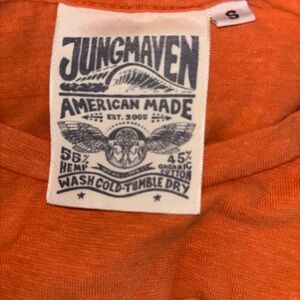 S
JUNGMAVEN
AMERICAN MADE
EST. 2005
55% HEMP
45% ORGANIC COTTON
WASH COLD-TUMBLE DRY